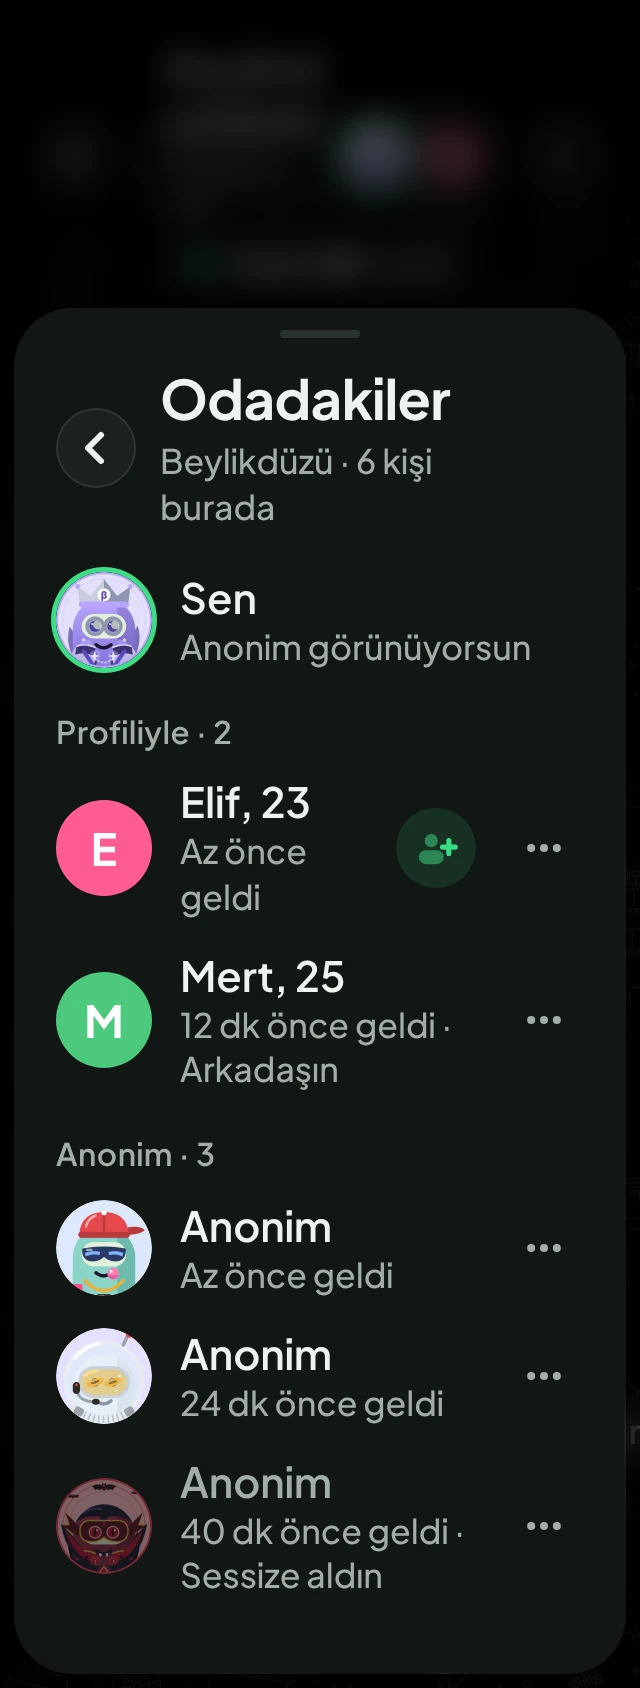 Odadakiler
Beylikdüzü · 6 kişi
burada
β
Sen
Anonim görünüyorsun
Profiliyle · 2
E
Elif, 23
Az önce
geldi
M
Mert, 25
12 dk önce geldi ·
Arkadaşın
Anonim · 3
Anonim
Az önce geldi
Anonim
24 dk önce geldi
Anonim
40 dk önce geldi ·
Sessize aldın